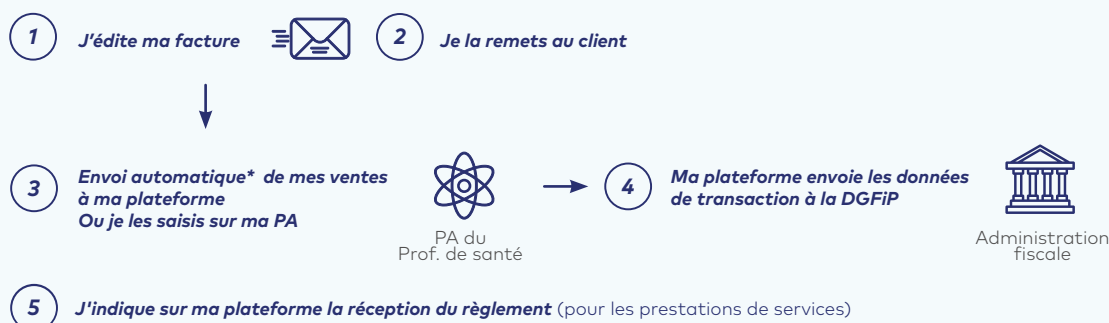 1 J'édite ma facture
2 Je la remets au client
3 Envoi automatique* de mes ventes
à ma plateforme
Ou je les saisis sur ma PA
PA du
Prof. de santé
4 Ma plateforme envoie les données
de transaction à la DGFiP
Administration
fiscale
5 J'indique sur ma plateforme la réception du règlement (pour les prestations de services)